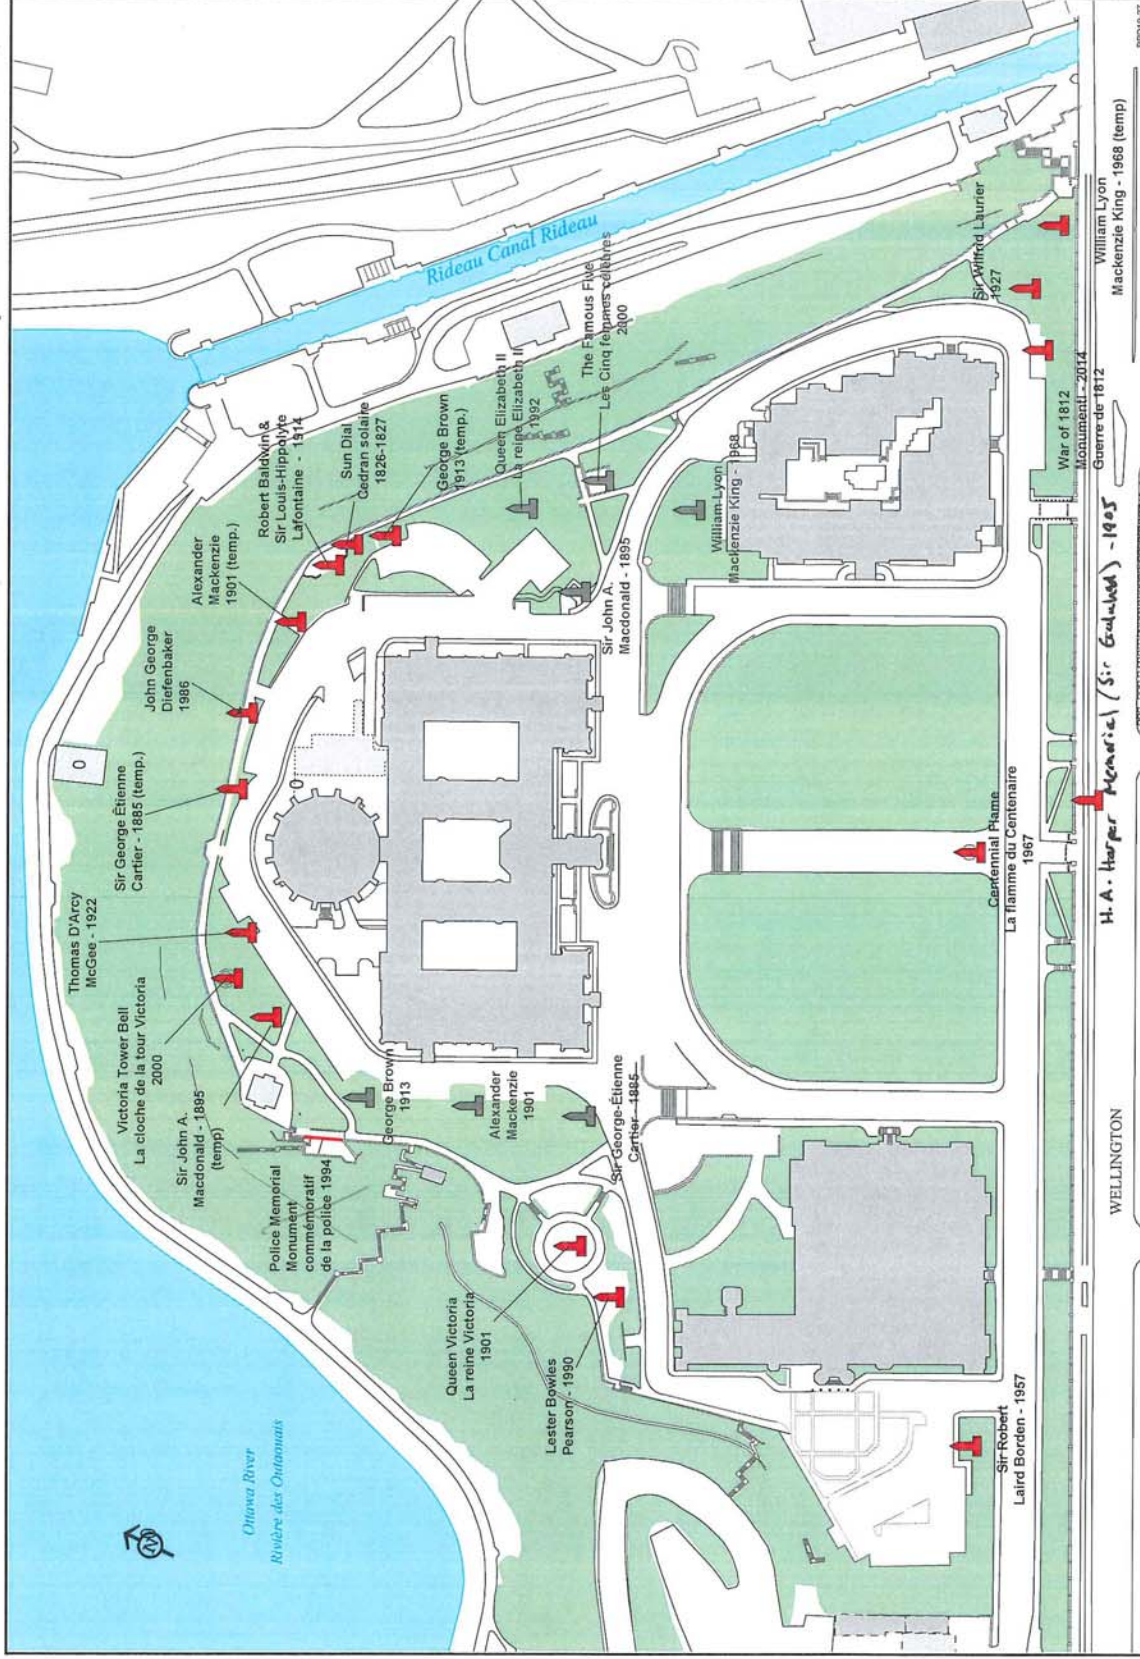 Ottawa River
Rivière des Outaouais
Rideau Canal Rideau
Thomas D'Arcy
McGee - 1922
Victoria Tower Bell
La cloche de la tour Victoria
2000
Sir John A.
Macdonald - 1895
(temp)
Police Memorial
Monument
commémoratif
de la police 1994
Sir George Étienne
Cartier - 1885 (temp.)
John George
Diefenbaker
1986
Alexander
Mackenzie
1901 (temp.)
Robert Baldwin &
Sir Louis-Hippolyte
Lafontaine - 1914
Sun Dial
Cadran solaire
1826-1827
George Brown
1913 (temp.)
Queen Elizabeth II
La reine Elizabeth II
1992
The Famous Five
Les Cinq femmes célèbres
2000
George Brown
1913
Alexander
Mackenzie
1901
Sir George-Étienne
Cartier - 1885
Queen Victoria
La reine Victoria
1901
Lester Bowles
Pearson - 1990
Sir John A.
Macdonald - 1895
William Lyon
Mackenzie King - 1968
Sir Wilfrid Laurier
1927
War of 1812
Monument - 2014
Guerre de 1812
William Lyon
Mackenzie King - 1968 (temp)
Centennial Flame
La flamme du Centenaire
1967
Sir Robert
Laird Borden - 1957
WELLINGTON
H.A. Harper Memorial (Sir Galahad) - 1905